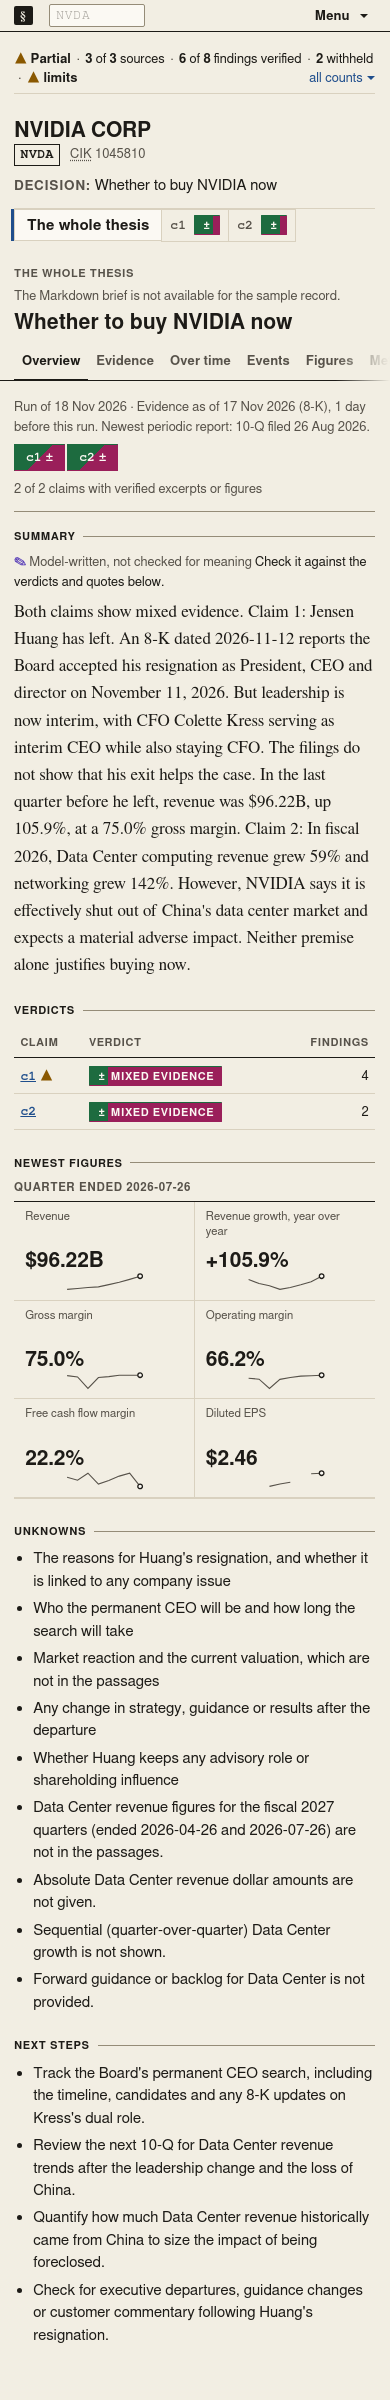 § NVDA Menu
Partial · 3 of 3 sources · 6 of 8 findings verified · 2 withheld
· limits all counts
NVIDIA CORP
NVDA CIK 1045810
DECISION: Whether to buy NVIDIA now
The whole thesis c1 ± c2 ±
THE WHOLE THESIS
The Markdown brief is not available for the sample record.
Whether to buy NVIDIA now
Overview Evidence Over time Events Figures Me
Run of 18 Nov 2026 · Evidence as of 17 Nov 2026 (8-K), 1 day
before this run. Newest periodic report: 10-Q filed 26 Aug 2026.
c1 ± c2 ±
2 of 2 claims with verified excerpts or figures
SUMMARY
✎ Model-written, not checked for meaning Check it against the
verdicts and quotes below.
Both claims show mixed evidence. Claim 1: Jensen
Huang has left. An 8-K dated 2026-11-12 reports the
Board accepted his resignation as President, CEO and
director on November 11, 2026. But leadership is
now interim, with CFO Colette Kress serving as
interim CEO while also staying CFO. The filings do
not show that his exit helps the case. In the last
quarter before he left, revenue was $96.22B, up
105.9%, at a 75.0% gross margin. Claim 2: In fiscal
2026, Data Center computing revenue grew 59% and
networking grew 142%. However, NVIDIA says it is
effectively shut out of China's data center market and
expects a material adverse impact. Neither premise
alone justifies buying now.
VERDICTS
CLAIM VERDICT FINDINGS
c1 ± MIXED EVIDENCE 4
c2 ± MIXED EVIDENCE 2
NEWEST FIGURES
QUARTER ENDED 2026-07-26
Revenue
$96.22B
Revenue growth, year over
year
+105.9%
Gross margin
75.0%
Operating margin
66.2%
Free cash flow margin
22.2%
Diluted EPS
$2.46
UNKNOWNS
• The reasons for Huang's resignation, and whether it
is linked to any company issue
• Who the permanent CEO will be and how long the
search will take
• Market reaction and the current valuation, which are
not in the passages
• Any change in strategy, guidance or results after the
departure
• Whether Huang keeps any advisory role or
shareholding influence
• Data Center revenue figures for the fiscal 2027
quarters (ended 2026-04-26 and 2026-07-26) are
not in the passages.
• Absolute Data Center revenue dollar amounts are
not given.
• Sequential (quarter-over-quarter) Data Center
growth is not shown.
• Forward guidance or backlog for Data Center is not
provided.
NEXT STEPS
• Track the Board's permanent CEO search, including
the timeline, candidates and any 8-K updates on
Kress's dual role.
• Review the next 10-Q for Data Center revenue
trends after the leadership change and the loss of
China.
• Quantify how much Data Center revenue historically
came from China to size the impact of being
foreclosed.
• Check for executive departures, guidance changes
or customer commentary following Huang's
resignation.